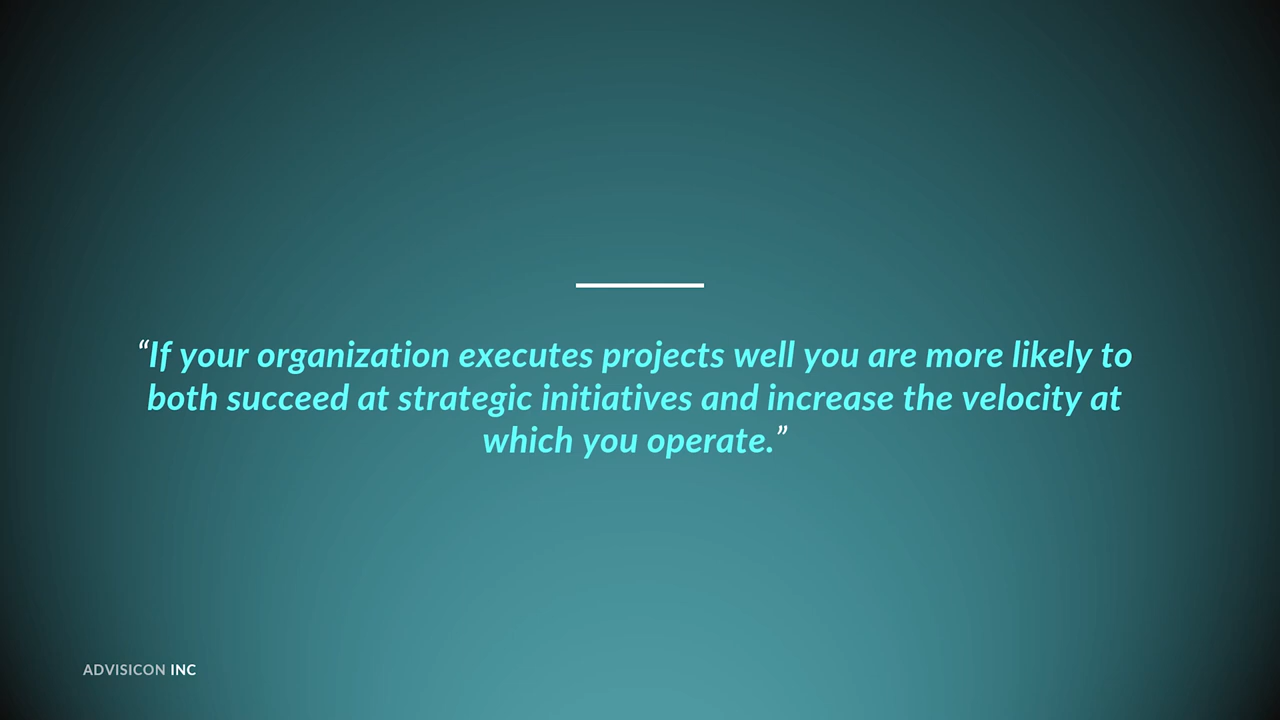 “If your organization executes projects well you are more likely to
both succeed at strategic initiatives and increase the velocity at
which you operate.”
ADVISICON INC